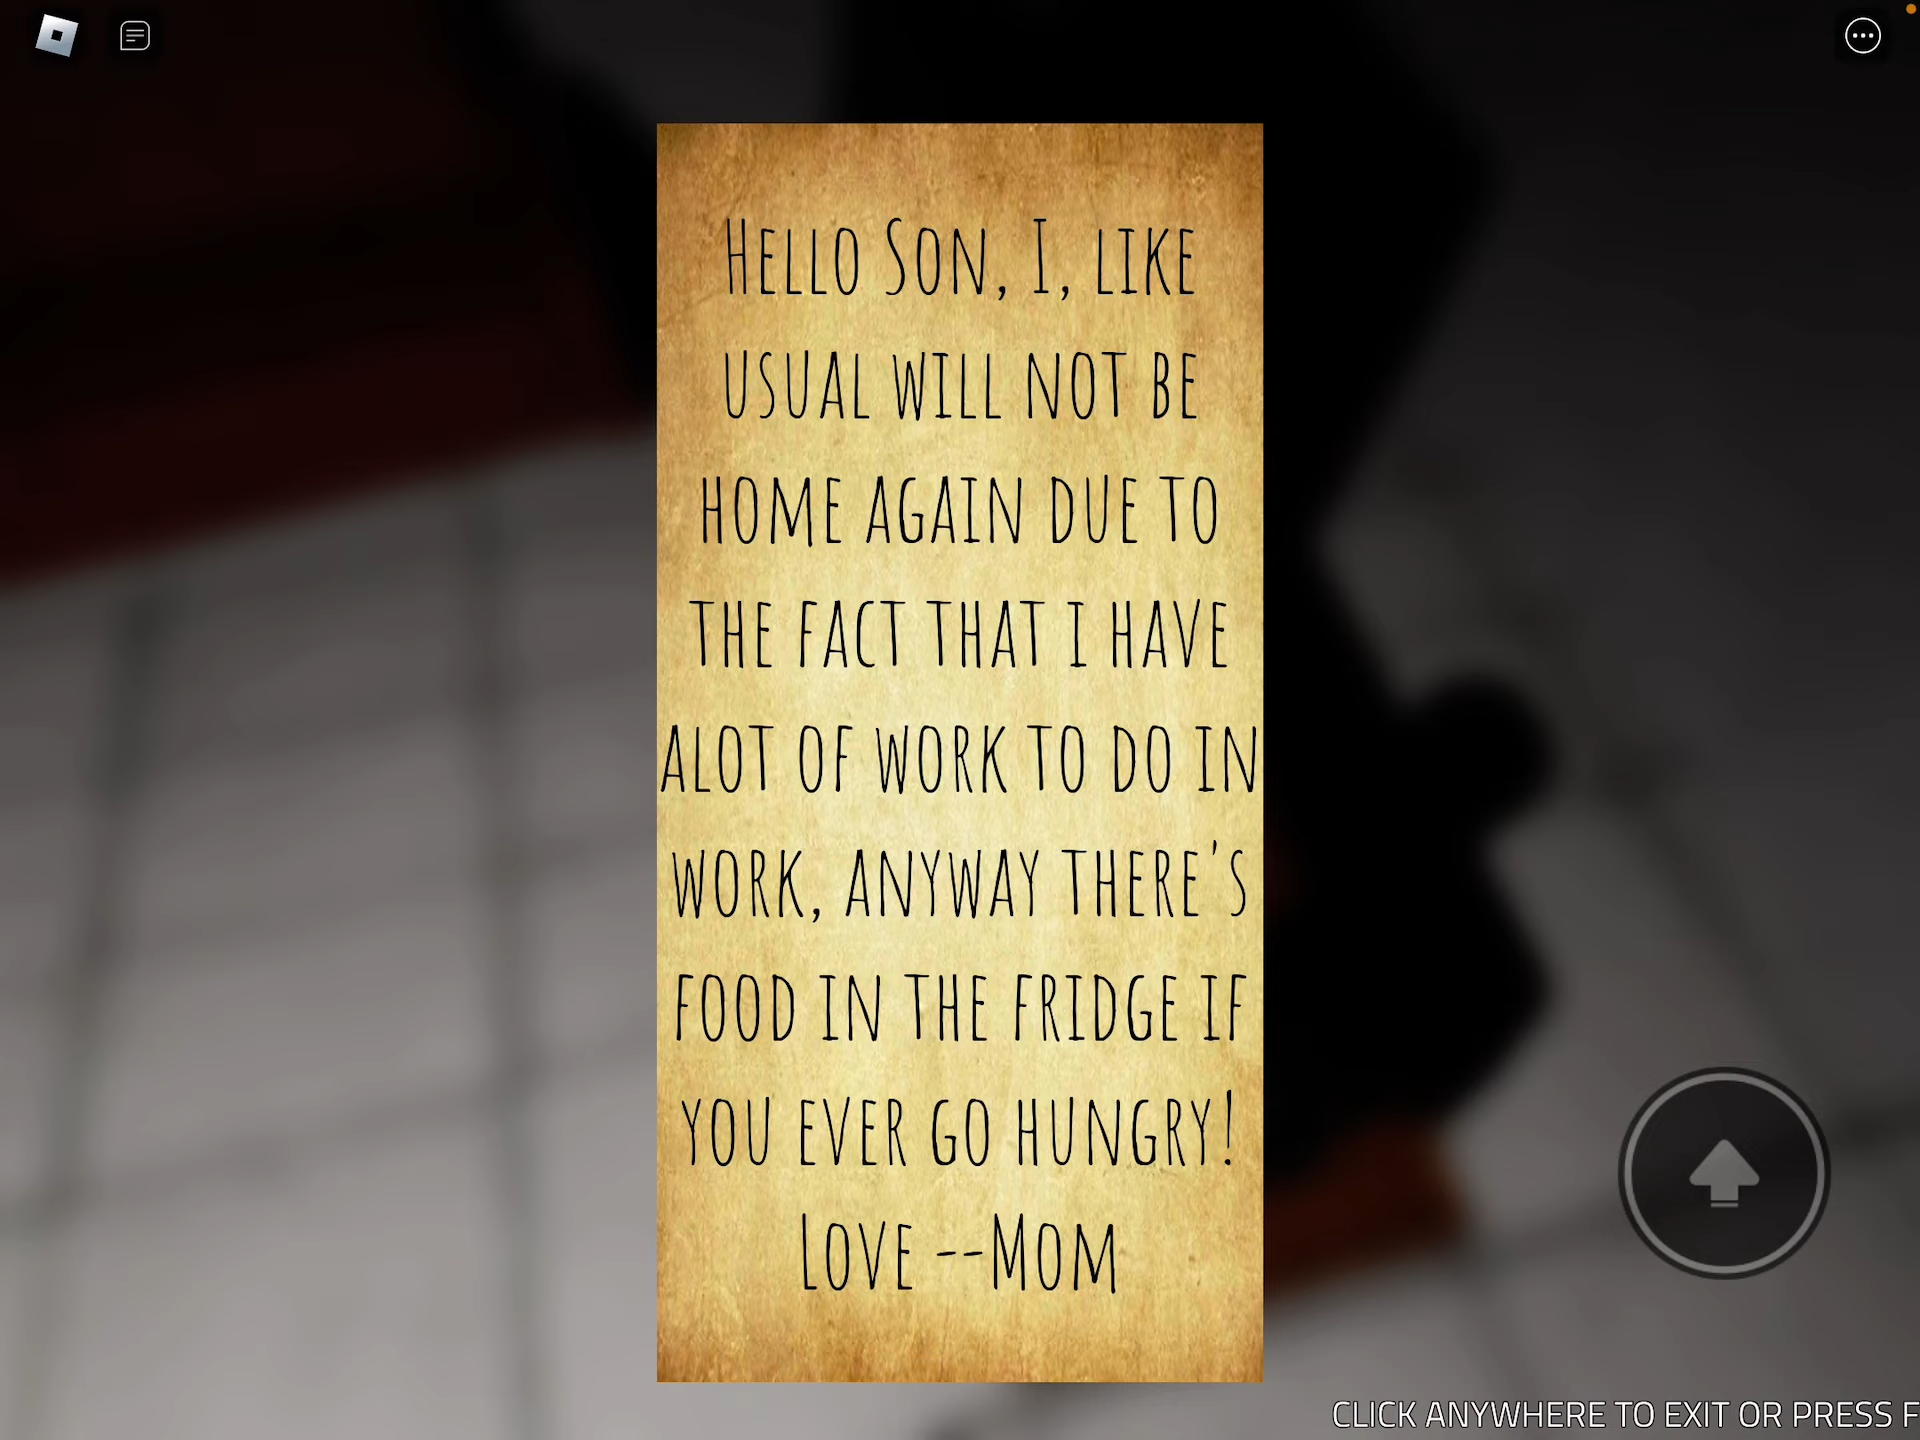 Hello Son, I, like
usual will not be
home again due to
the fact that i have
alot of work to do in
work, anyway there's
food in the fridge if
you ever go hungry!
Love --Mom
CLICK ANYWHERE TO EXIT OR PRESS F